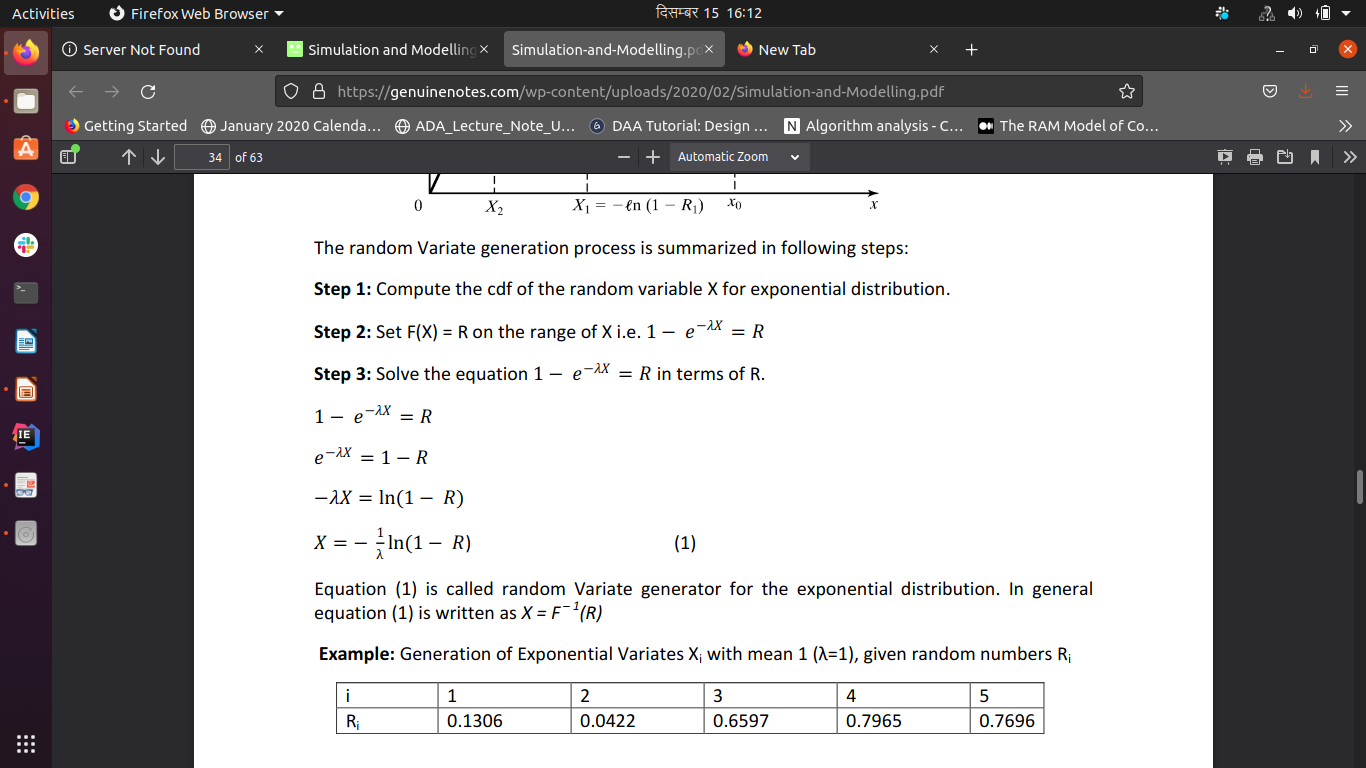 Activities Firefox Web Browser दिसम्बर 15 16:12
Server Not Found Simulation and Modelling Simulation-and-Modelling.pd New Tab
https://genuinenotes.com/wp-content/uploads/2020/02/Simulation-and-Modelling.pdf
Getting Started January 2020 Calenda... ADA_Lecture_Note_U... DAA Tutorial: Design ... N Algorithm analysis - C... The RAM Model of Co...
34 of 63 Automatic Zoom
0 X₂ X₁ = −ℓn (1 − R₁) x₀ x
The random Variate generation process is summarized in following steps:
Step 1: Compute the cdf of the random variable X for exponential distribution.
Step 2: Set F(X) = R on the range of X i.e. 1 − e^{−λX} = R
Step 3: Solve the equation 1 − e^{−λX} = R in terms of R.
1 − e^{−λX} = R
e^{−λX} = 1 − R
−λX = ln(1 − R)
X = − 1/λ ln(1 − R) (1)
Equation (1) is called random Variate generator for the exponential distribution. In general
equation (1) is written as X = F⁻¹(R)
Example: Generation of Exponential Variates Xᵢ with mean 1 (λ=1), given random numbers Rᵢ
i 1 2 3 4 5
Rᵢ 0.1306 0.0422 0.6597 0.7965 0.7696